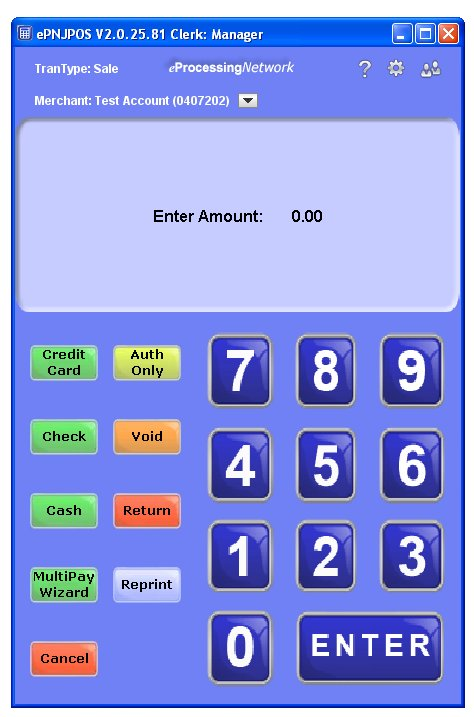 ePNJPOS V2.0.25.81 Clerk: Manager
TranType: Sale eProcessingNetwork ?
Merchant: Test Account (0407202)
Enter Amount: 0.00
Credit
Card
Auth
Only
7 8 9
Check Void 4 5 6
Cash Return
1 2 3
MultiPay
Wizard
Reprint
0 ENTER
Cancel